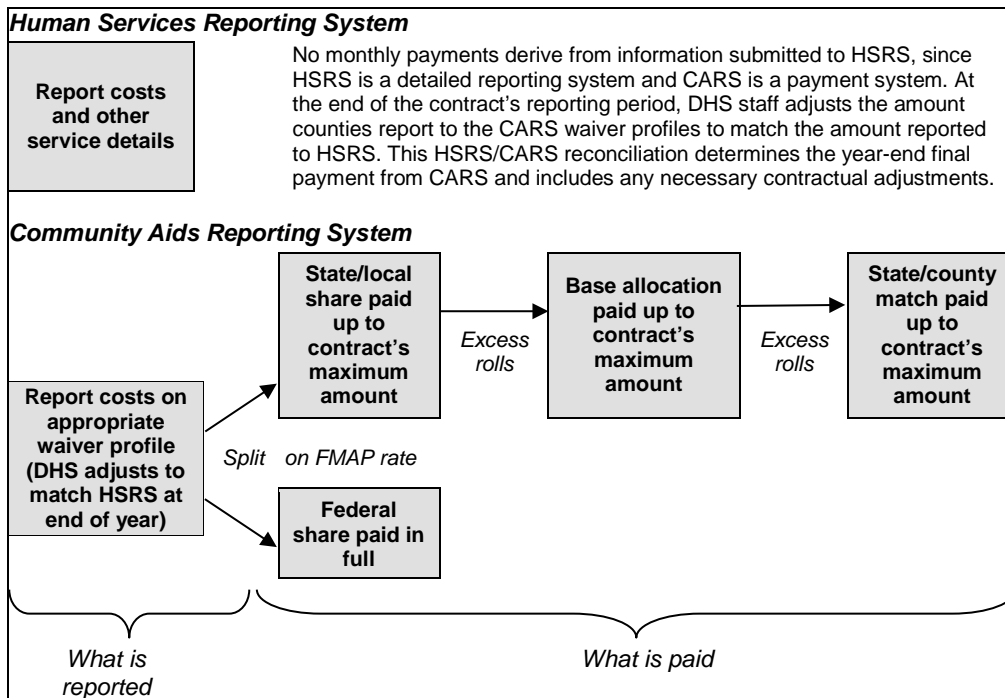 Human Services Reporting System
Report costs
and other
service details
No monthly payments derive from information submitted to HSRS, since
HSRS is a detailed reporting system and CARS is a payment system. At
the end of the contract's reporting period, DHS staff adjusts the amount
counties report to the CARS waiver profiles to match the amount reported
to HSRS. This HSRS/CARS reconciliation determines the year-end final
payment from CARS and includes any necessary contractual adjustments.
Community Aids Reporting System
Report costs on
appropriate
waiver profile
(DHS adjusts to
match HSRS at
end of year)
Split on FMAP rate
State/local
share paid
up to
contract's
maximum
amount
Excess
rolls
Base allocation
paid up to
contract's
maximum
amount
Excess
rolls
State/county
match paid
up to
contract's
maximum
amount
Federal
share paid in
full
What is
reported
What is paid